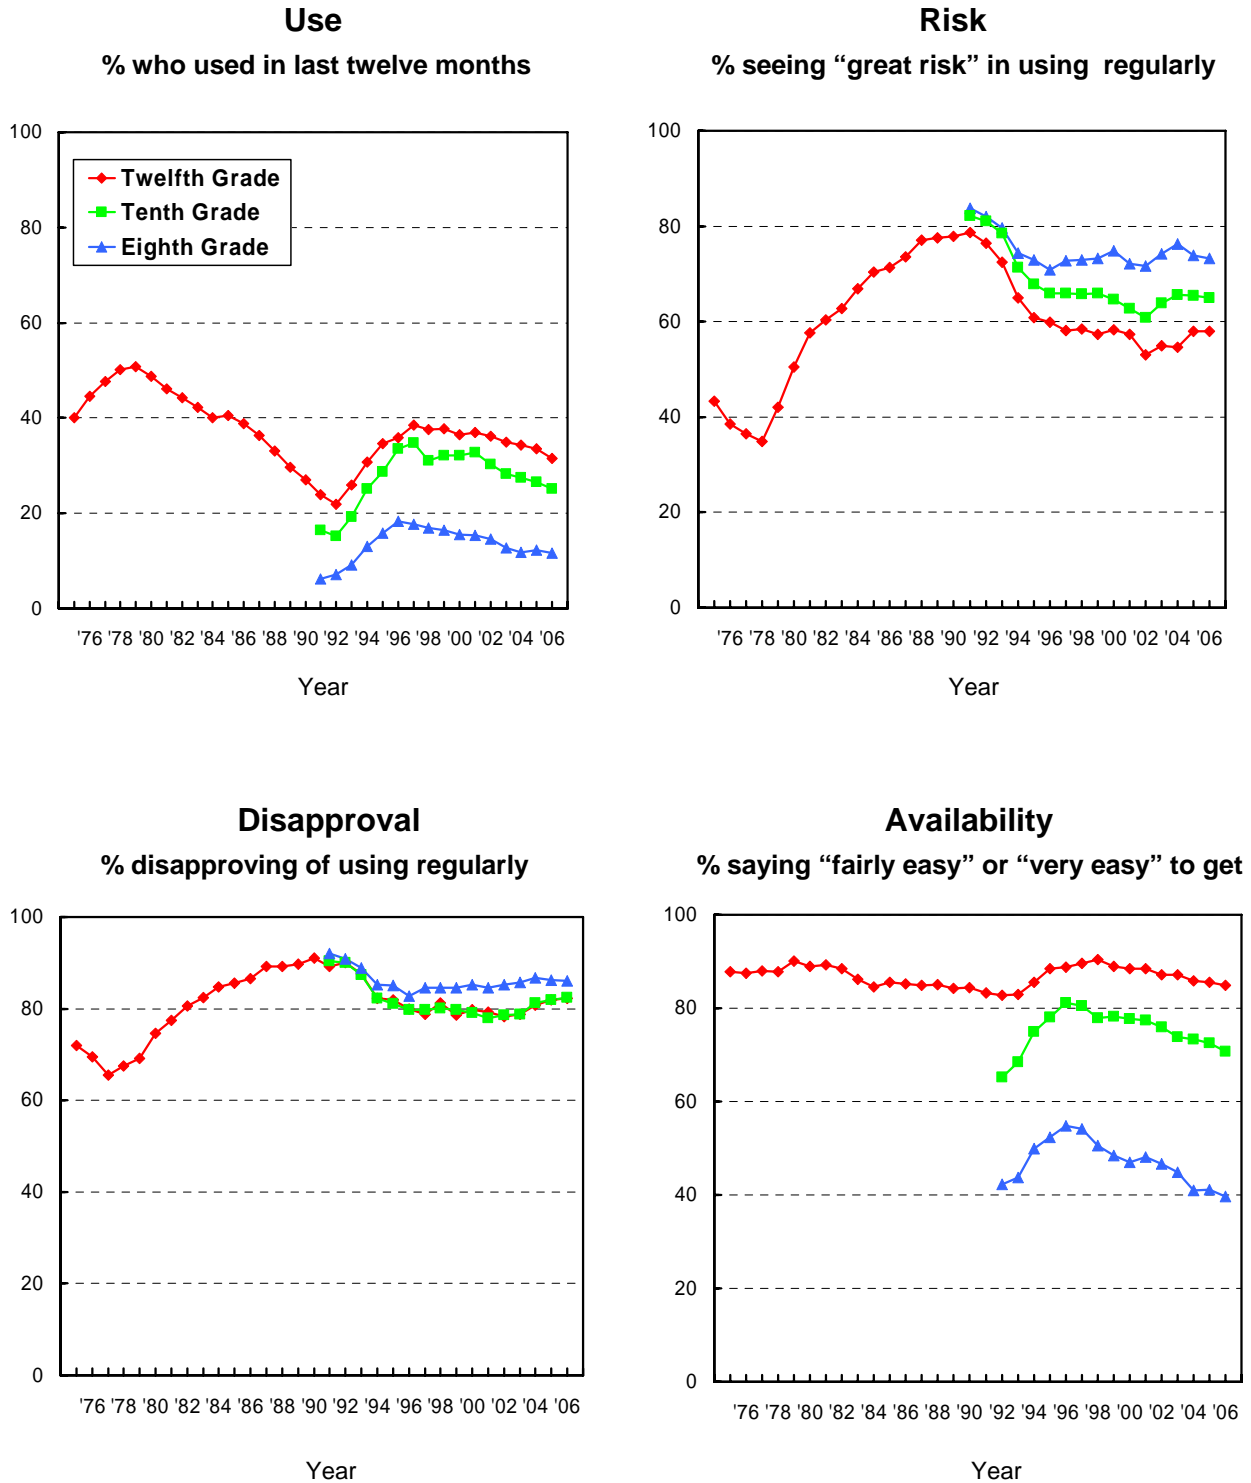 Use
% who used in last twelve months
100
80
60
40
20
0
Twelfth Grade
Tenth Grade
Eighth Grade
'76 '78 '80 '82 '84 '86 '88 '90 '92 '94 '96 '98 '00 '02 '04 '06
Year
Risk
% seeing “great risk” in using regularly
100
80
60
40
20
0
'76 '78 '80 '82 '84 '86 '88 '90 '92 '94 '96 '98 '00 '02 '04 '06
Year
Disapproval
% disapproving of using regularly
100
80
60
40
20
0
'76 '78 '80 '82 '84 '86 '88 '90 '92 '94 '96 '98 '00 '02 '04 '06
Year
Availability
% saying “fairly easy” or “very easy” to get
100
80
60
40
20
0
'76 '78 '80 '82 '84 '86 '88 '90 '92 '94 '96 '98 '00 '02 '04 '06
Year